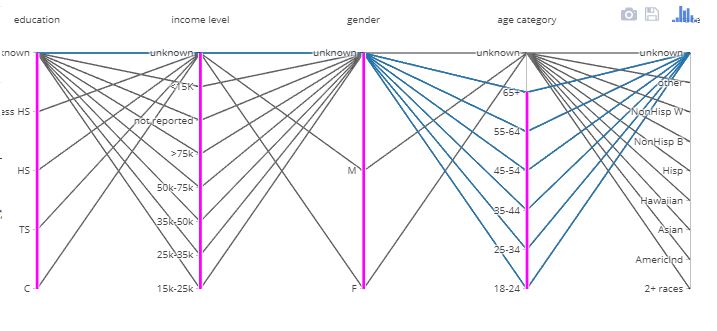 education
income level
gender
age category
known
unknown
unknown
unknown
unknown
ess HS
HS
TS
C
<15K
not reported
>75k
50k-75k
35k-50k
25k-35k
15k-25k
M
F
65+
55-64
45-54
35-44
25-34
18-24
other
NonHisp W
NonHisp B
Hisp
Hawaiian
Asian
AmericInd
2+ races